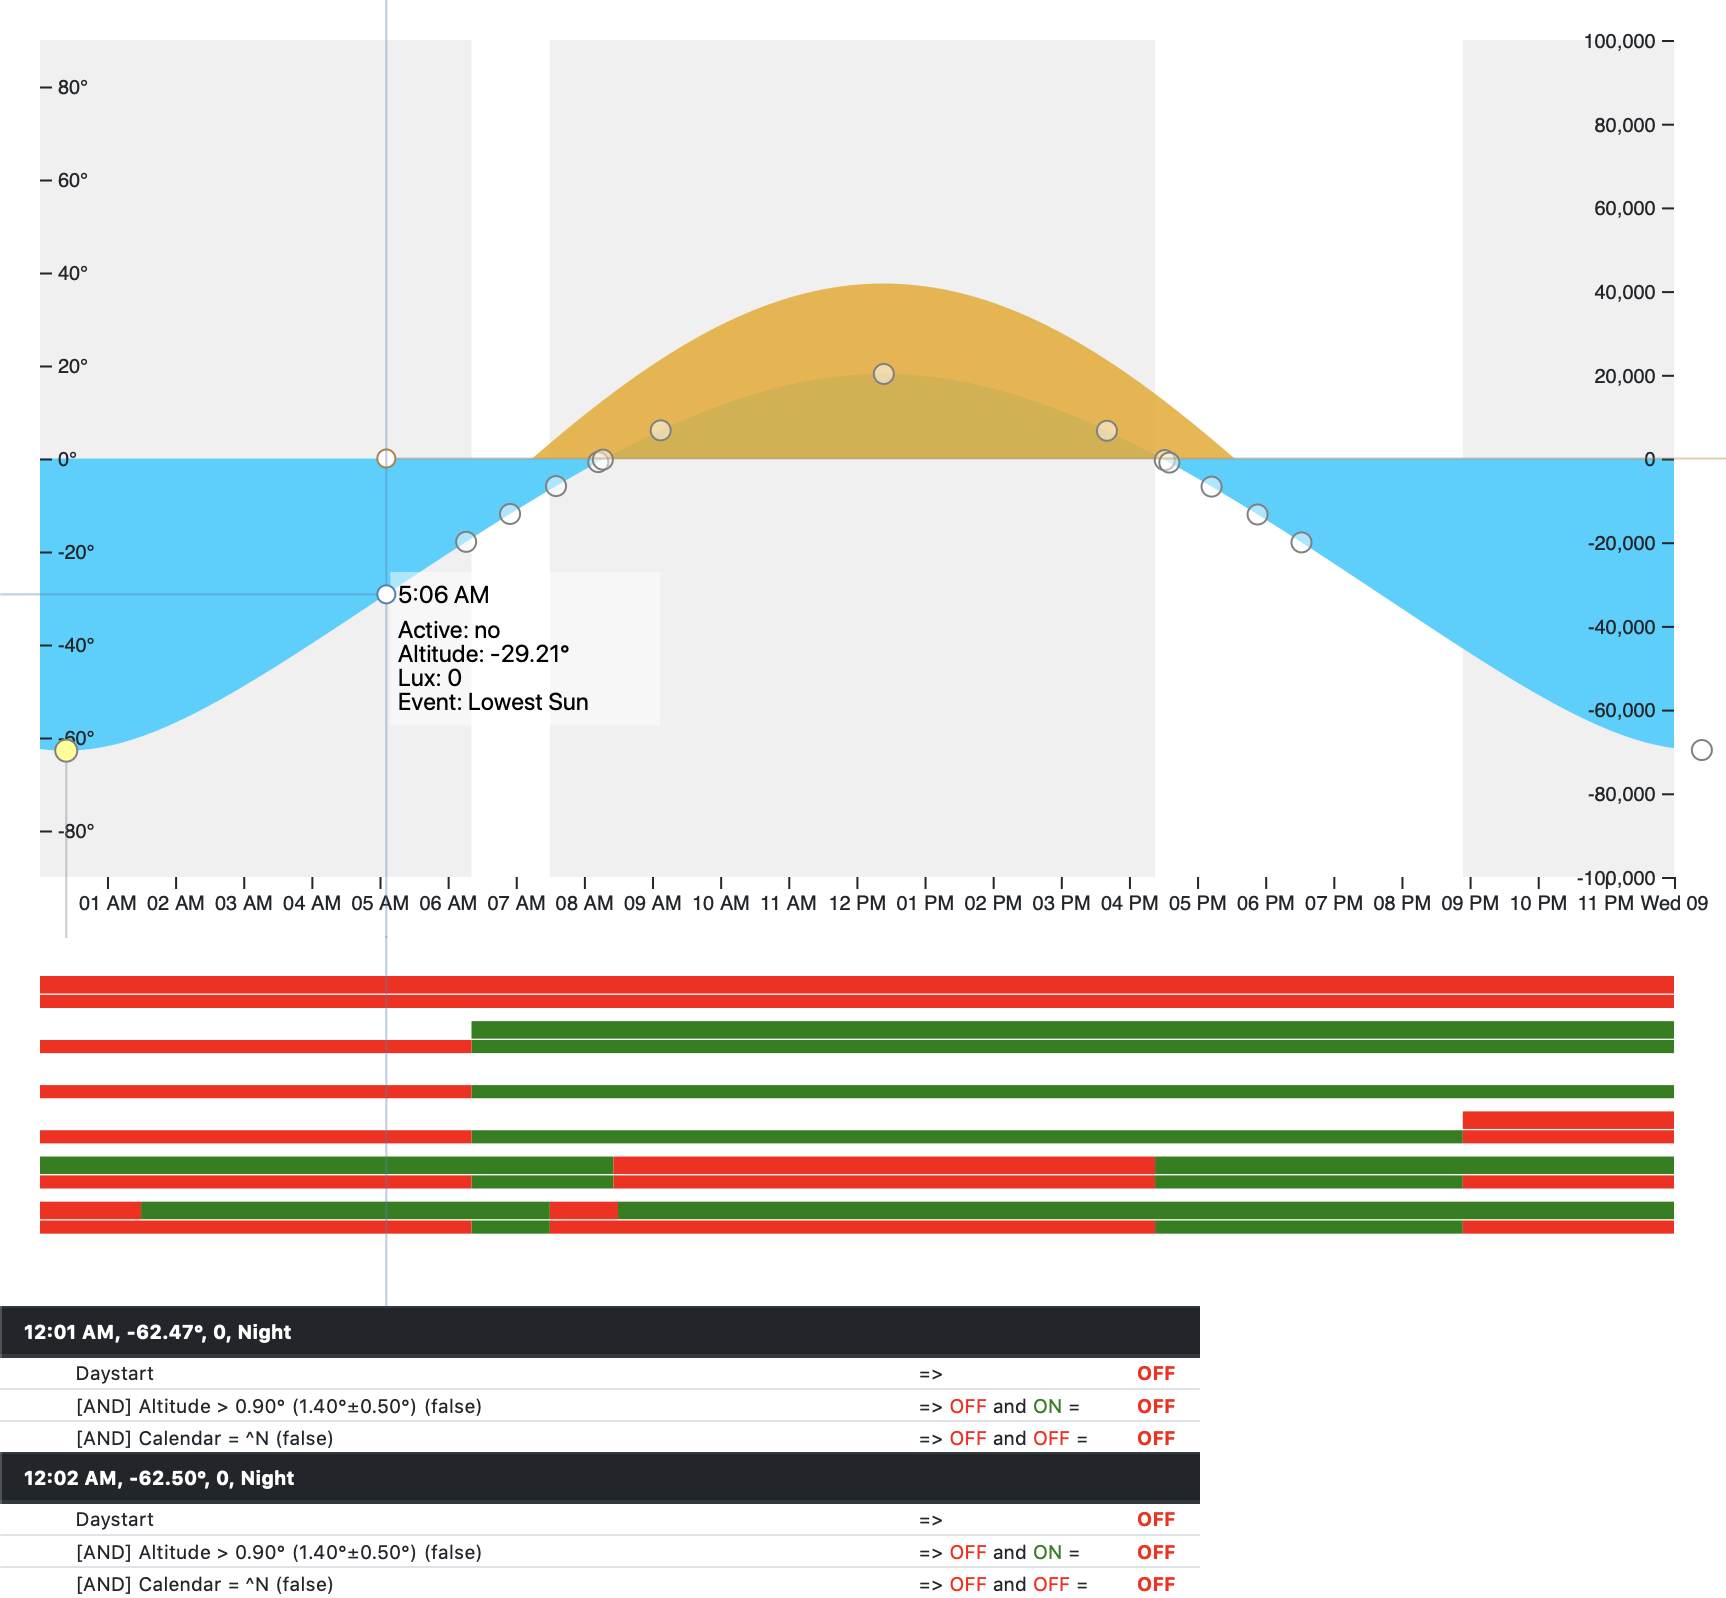 100,000
80°
80,000
60°
60,000
40°
40,000
20°
20,000
0°
0
-20°
-20,000
5:06 AM
Active: no
-40°
-40,000
Altitude: -29.21°
Lux: 0
Event: Lowest Sun
-60°
-60,000
-80,000
-80°
-100,000
01 AM 02 AM 03 AM 04 AM 05 AM 06 AM 07 AM 08 AM 09 AM 10 AM 11 AM 12 PM 01 PM 02 PM 03 PM 04 PM 05 PM 06 PM 07 PM 08 PM 09 PM 10 PM 11 PM Wed 09
12:01 AM, -62.47°, 0, Night
Daystart => OFF
[AND] Altitude > 0.90° (1.40°±0.50°) (false) => OFF and ON = OFF
[AND] Calendar = ^N (false) => OFF and OFF = OFF
12:02 AM, -62.50°, 0, Night
Daystart => OFF
[AND] Altitude > 0.90° (1.40°±0.50°) (false) => OFF and ON = OFF
[AND] Calendar = ^N (false) => OFF and OFF = OFF